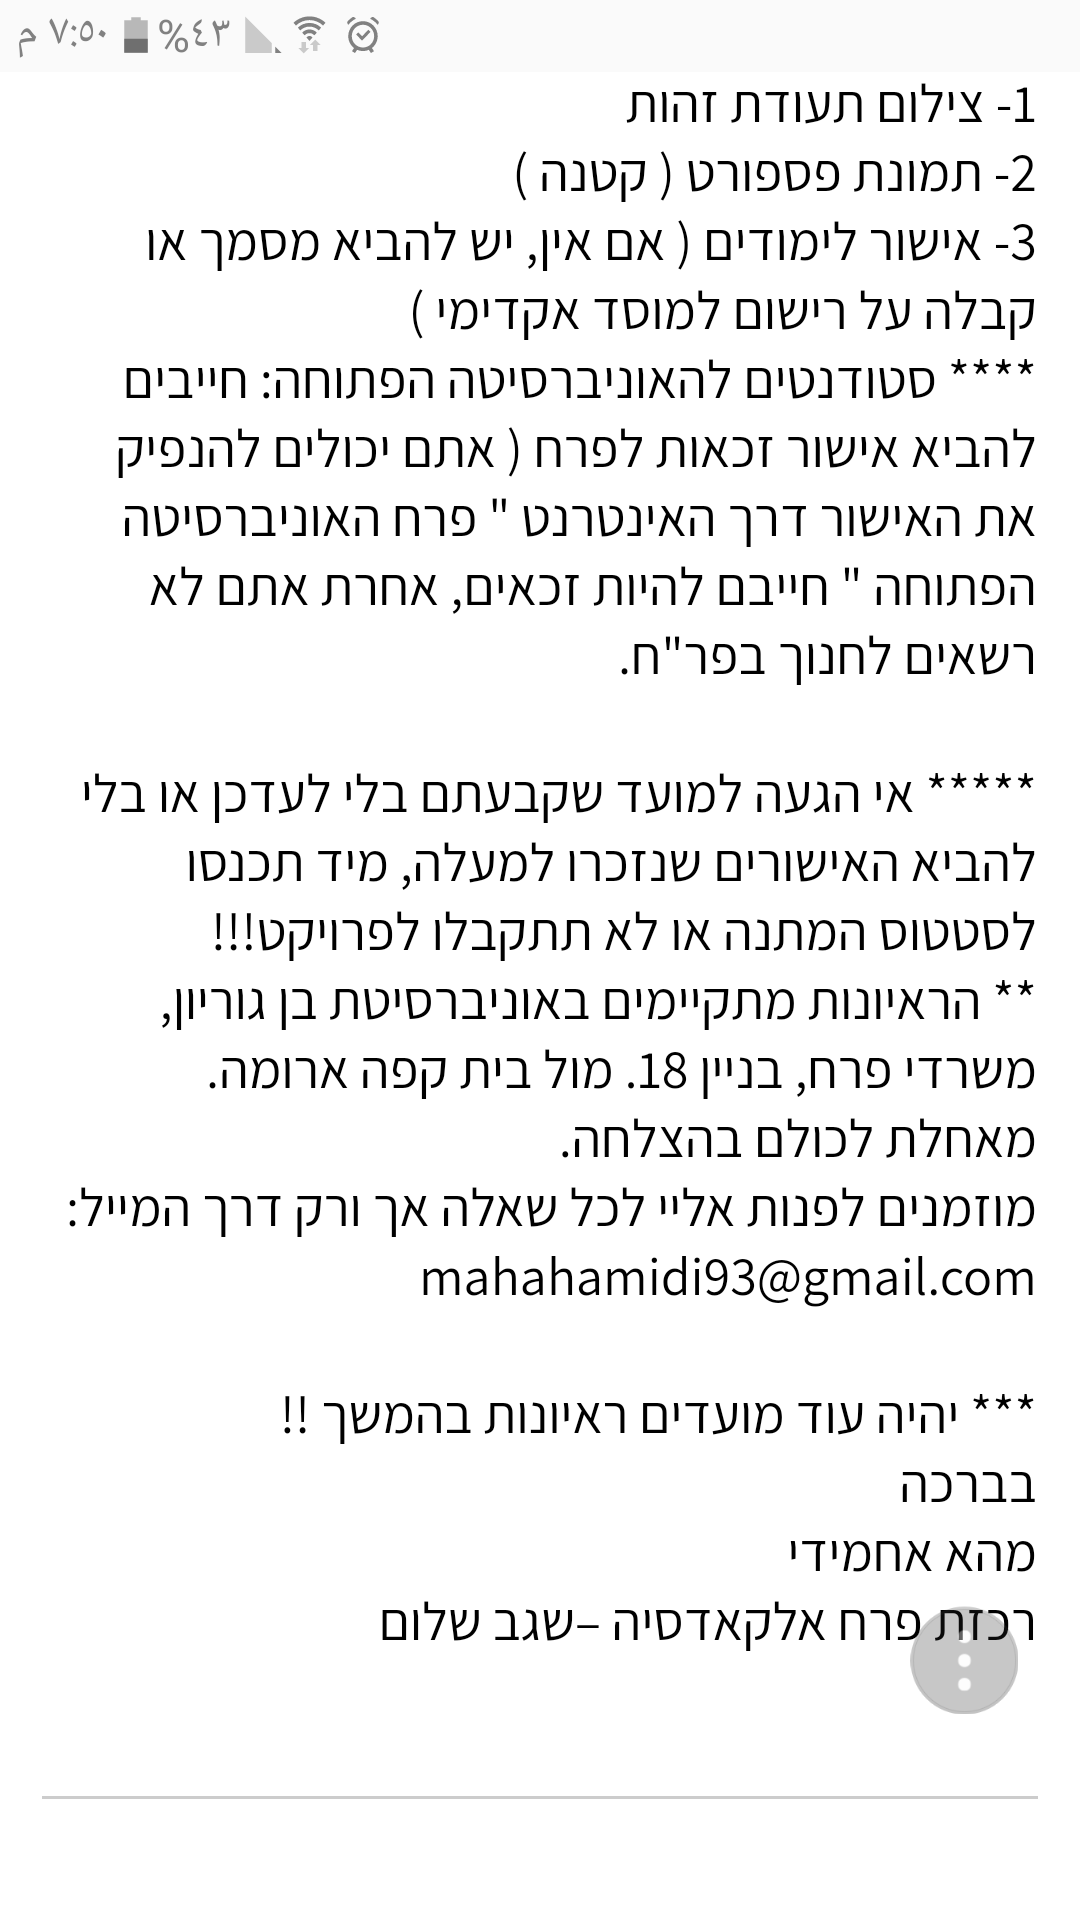 ٧:٥٠ م ٤٣%
1- צילום תעודת זהות
2- תמונת פספורט ( קטנה )
3- אישור לימודים ( אם אין, יש להביא מסמך או
קבלה על רישום למוסד אקדימי )
**** סטודנטים להאוניברסיטה הפתוחה: חייבים
להביא אישור זכאות לפרח ( אתם יכולים להנפיק
את האישור דרך האינטרנט " פרח האוניברסיטה
הפתוחה " חייבם להיות זכאים, אחרת אתם לא
רשאים לחנוך בפר"ח.
***** אי הגעה למועד שקבעתם בלי לעדכן או בלי
להביא האישורים שנזכרו למעלה, מיד תכנסו
לסטטוס המתנה או לא תתקבלו לפרויקט!!!
** הראיונות מתקיימים באוניברסיטת בן גוריון,
משרדי פרח, בניין 18. מול בית קפה ארומה.
מאחלת לכולם בהצלחה.
מוזמנים לפנות אליי לכל שאלה אך ורק דרך המייל:
mahahamidi93@gmail.com
*** יהיה עוד מועדים ראיונות בהמשך !!
בברכה
מהא אחמידי
רכזת פרח אלקאדסיה –שגב שלום